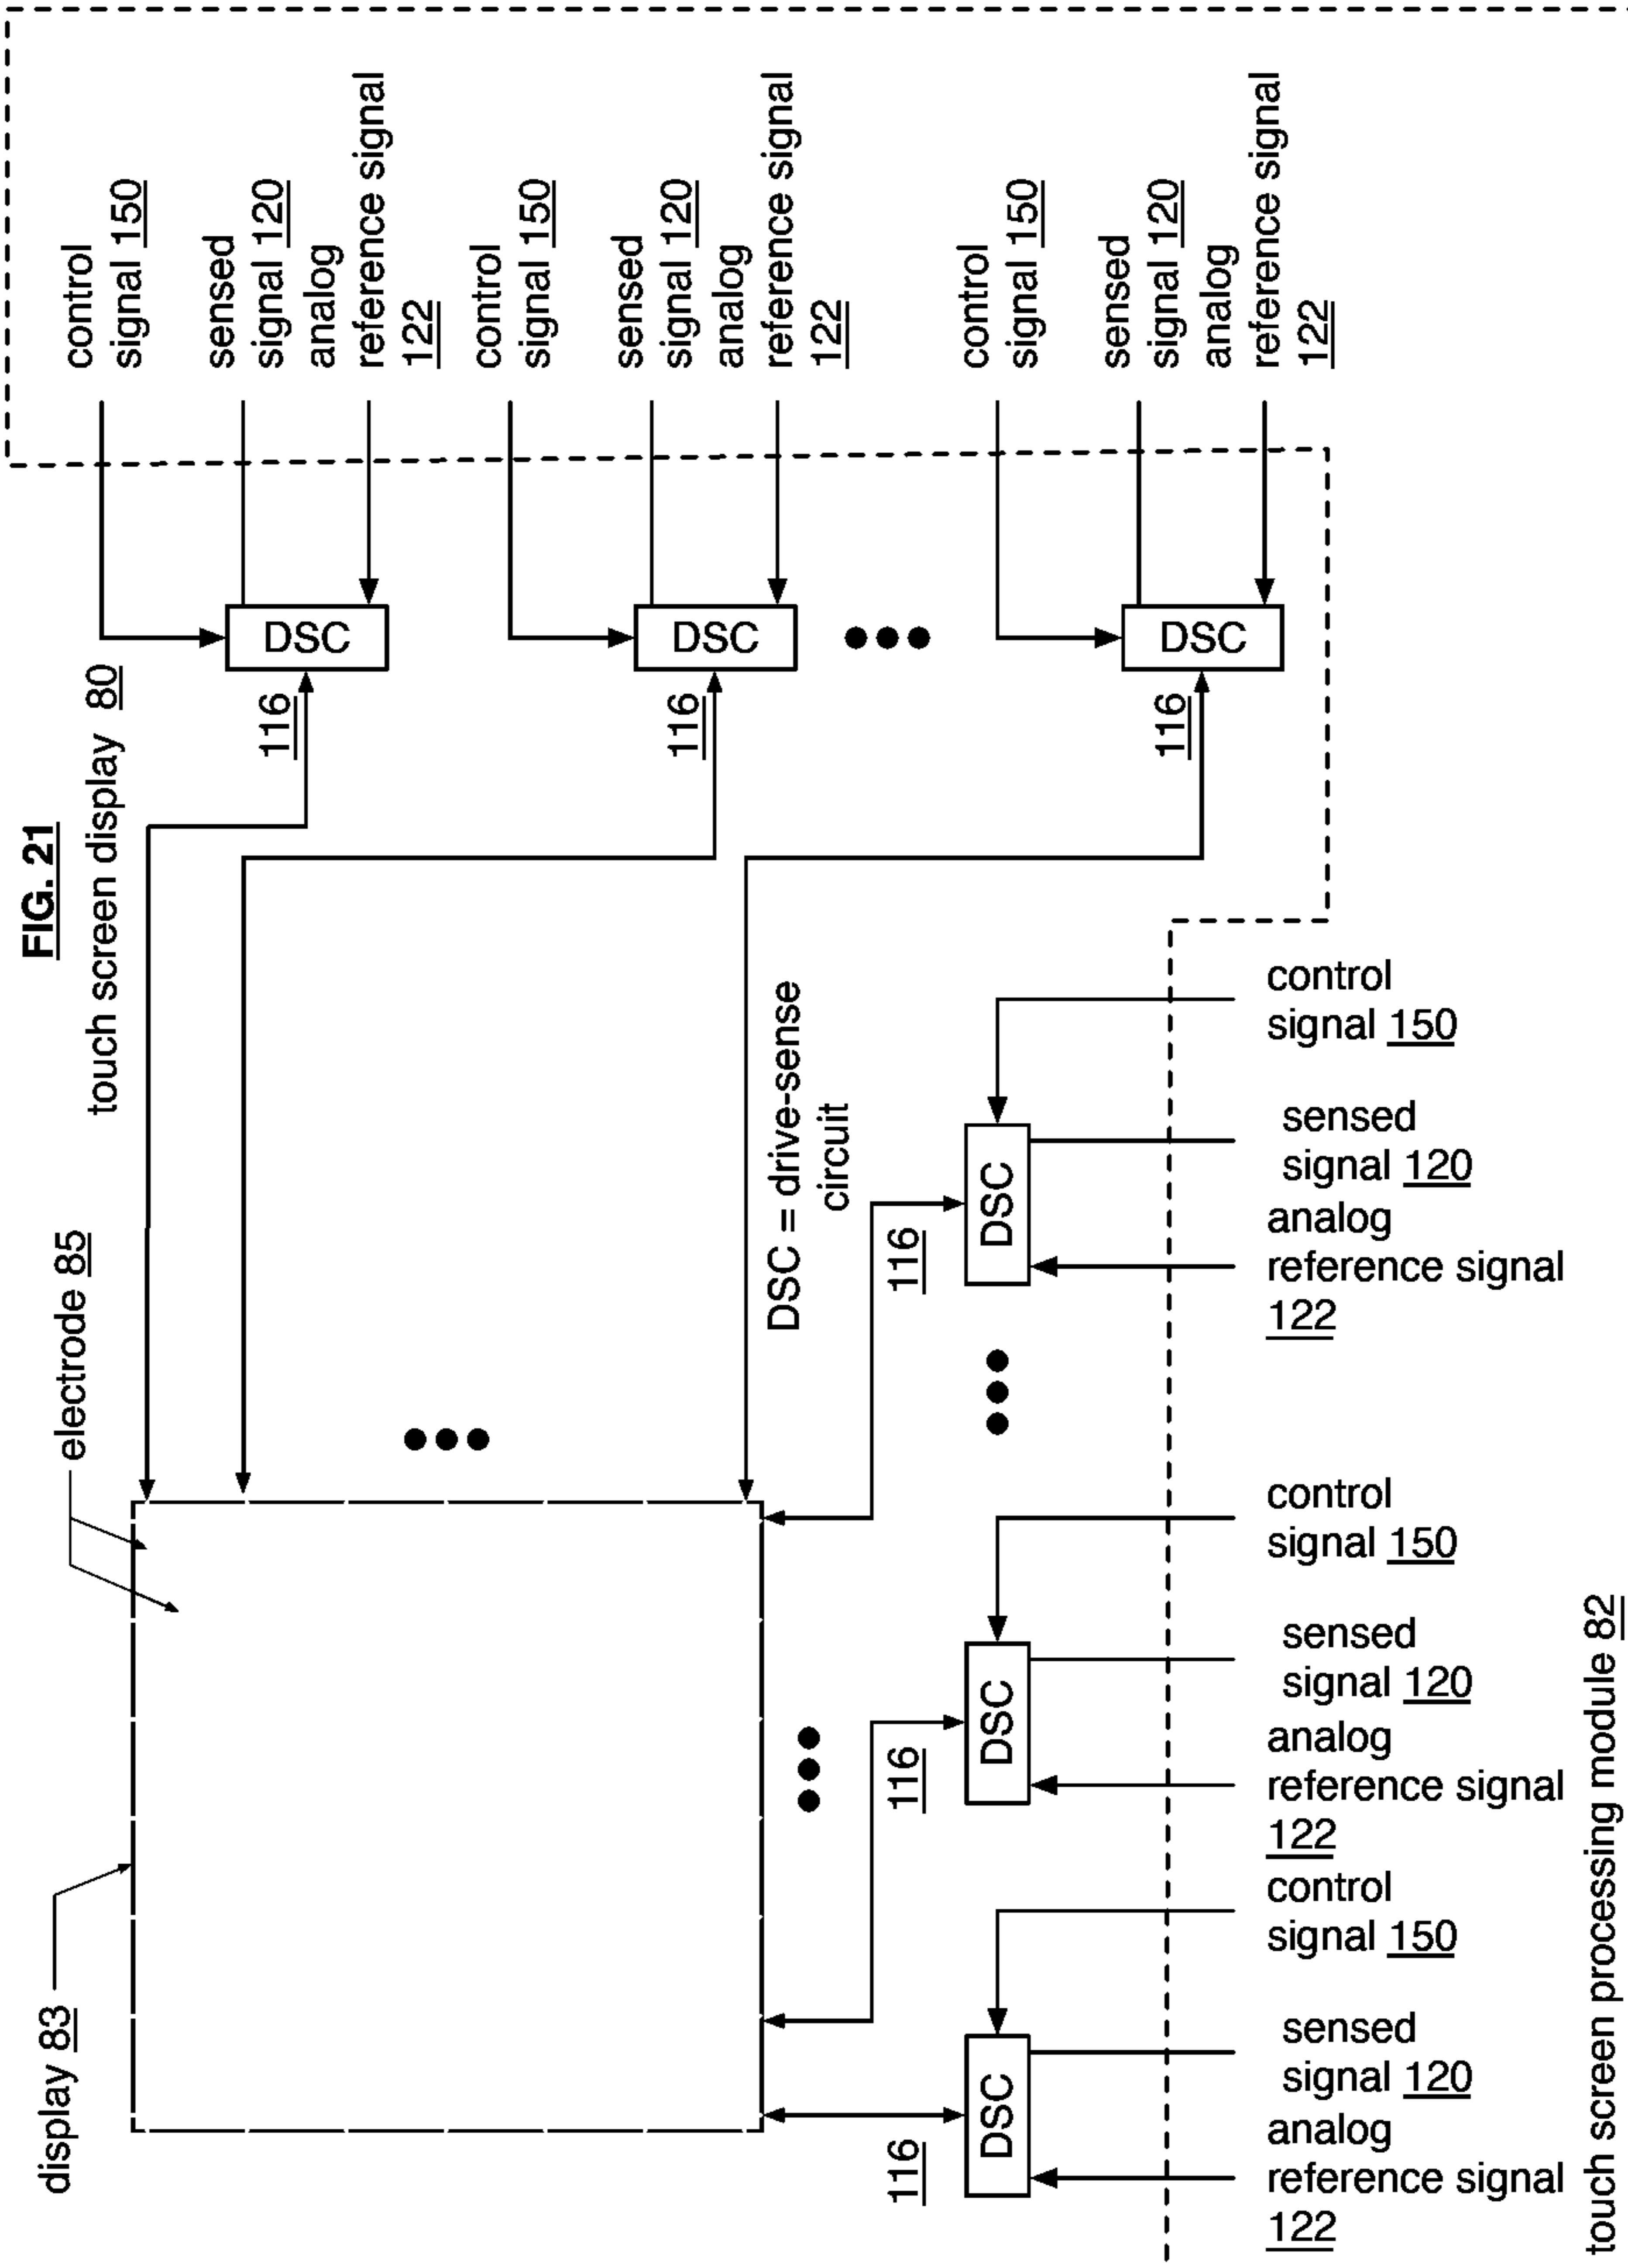 FIG. 21
touch screen display 80
control
signal 150
sensed
signal 120
analog
reference signal
122
DSC
116
control
signal 150
sensed
signal 120
analog
reference signal
122
DSC
116
control
signal 150
sensed
signal 120
analog
reference signal
122
DSC
116
electrode 85
display 83
DSC = drive-sense
circuit
control
signal 150
sensed
signal 120
analog
reference signal
122
DSC
116
control
signal 150
sensed
signal 120
analog
reference signal
122
DSC
116
control
signal 150
sensed
signal 120
analog
reference signal
122
DSC
116
touch screen processing module 82